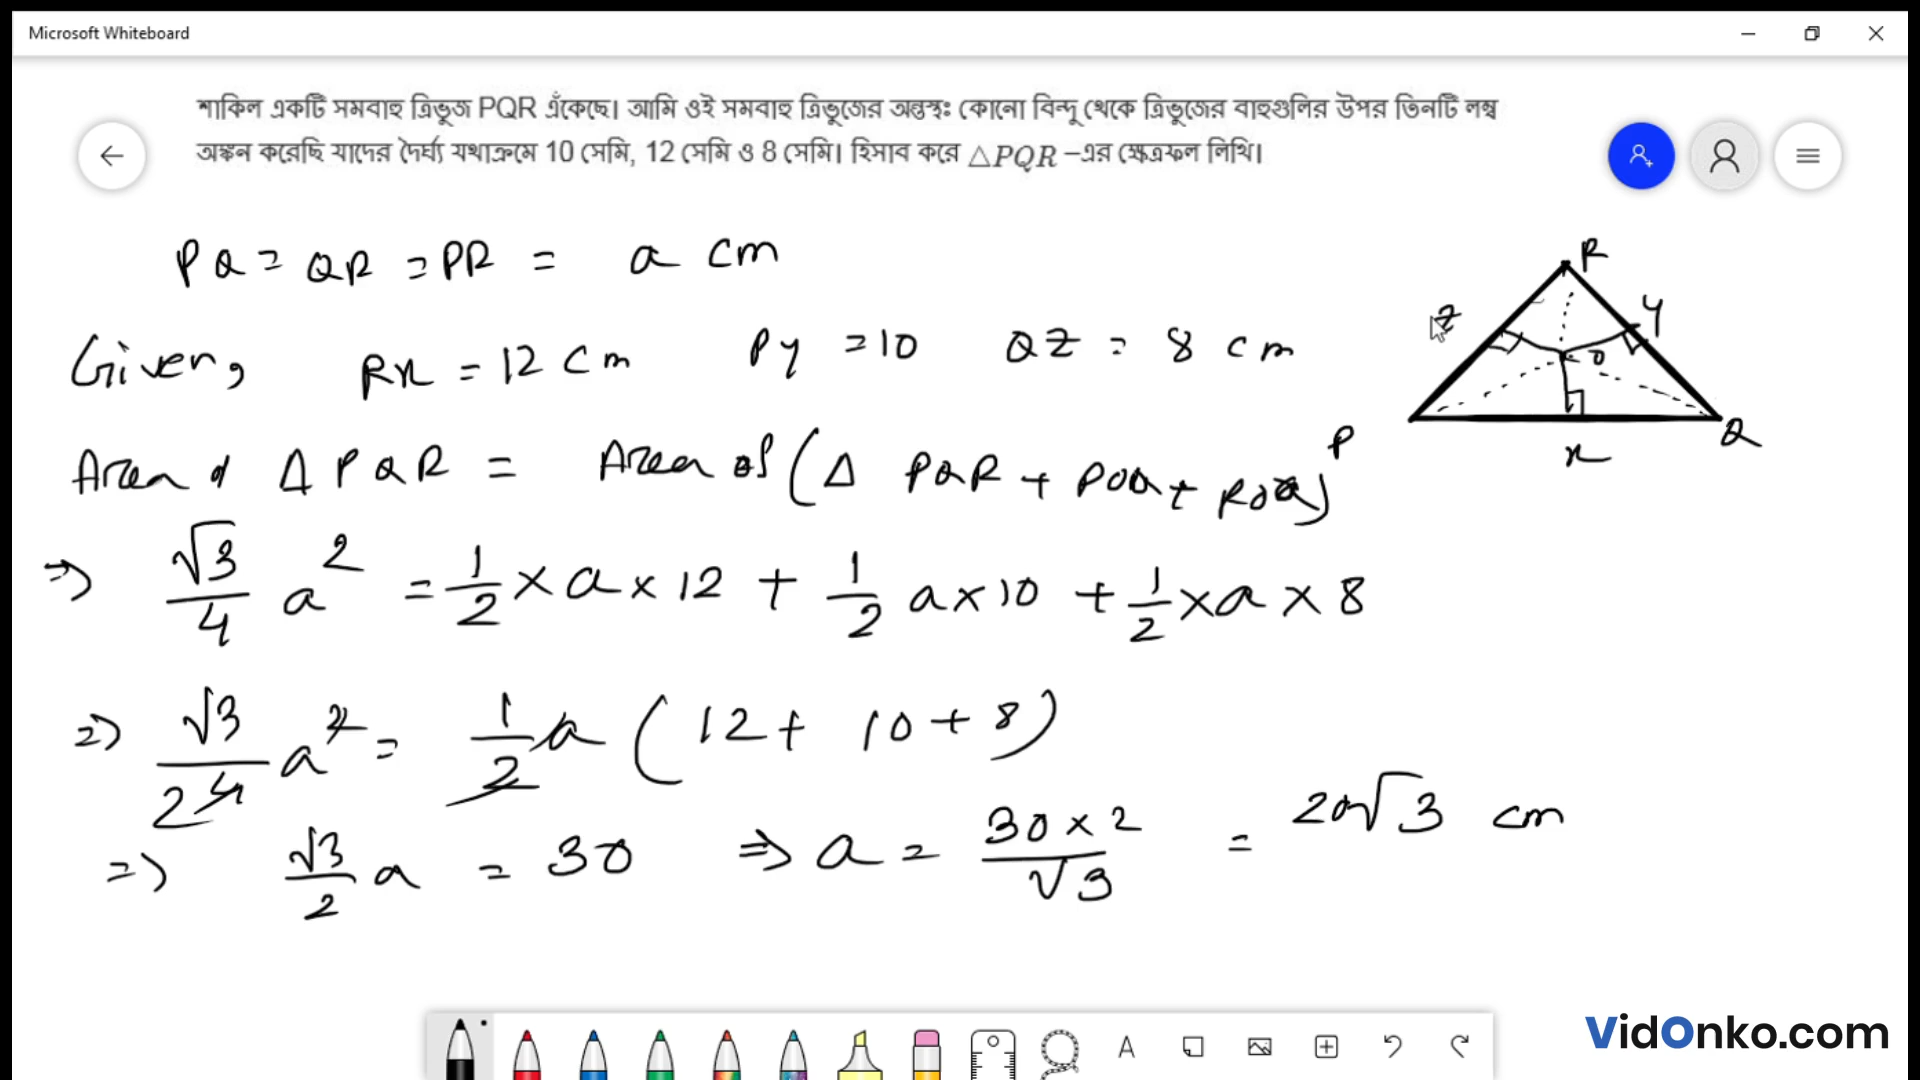 Microsoft Whiteboard
শাকিল একটি সমবাহু ত্রিভুজ PQR এঁকেছে। আমি ওই সমবাহু ত্রিভুজের অন্তস্থঃ কোনো বিন্দু থেকে ত্রিভুজের বাহুগুলির উপর তিনটি লম্ব
অঙ্কন করেছি যাদের দৈর্ঘ্য যথাক্রমে 10 সেমি, 12 সেমি ও 8 সেমি। হিসাব করে △PQR –এর ক্ষেত্রফল লিখি।
PQ = QR = PR = a cm
R
Z
Y
O
P
Q
x
Given, Rx = 12 cm Py = 10 QZ = 8 cm
Area of Δ PQR = Area of (Δ PQR + POQ + ROQ)
⇒ √3/4 a² = 1/2 × a × 12 + 1/2 a × 10 + 1/2 × a × 8
⇒ √3/24 a² = 1/2 a (12 + 10 + 8)
⇒ √3/2 a = 30 ⇒ a = 30 × 2/√3 = 20√3 cm
A
VidOnko.com